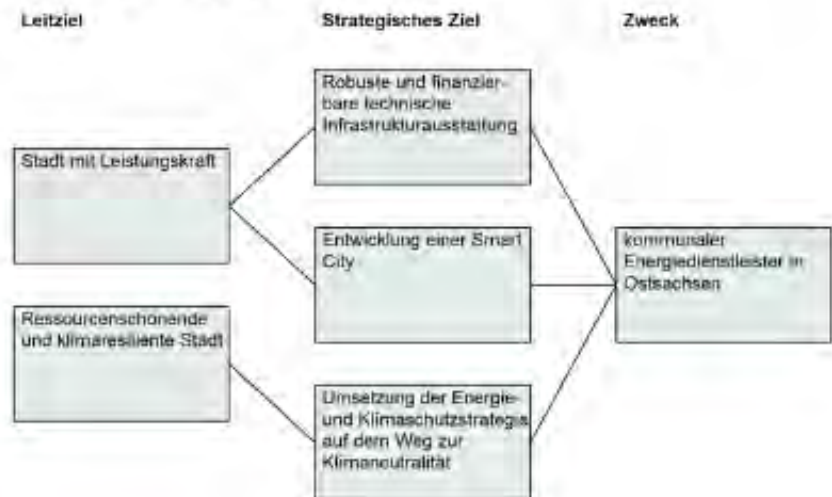 Leitziel
Strategisches Ziel
Zweck
Stadt mit Leistungskraft
Ressourcenschonende
und klimaresiliente Stadt
Robuste und finanzier-
bare technische
Infrastrukturausstattung
Entwicklung einer Smart
City
Umsetzung der Energie-
und Klimaschutzstrategie
auf dem Weg zur
Klimaneutralität
kommunaler
Energiedienstleister in
Ostsachsen